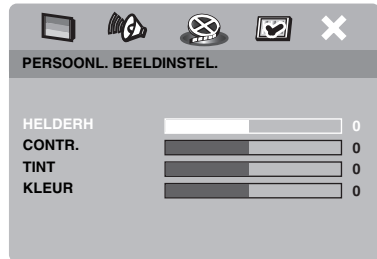 PERSOONL. BEELDINSTEL.
HELDERH 0
CONTR. 0
TINT 0
KLEUR 0